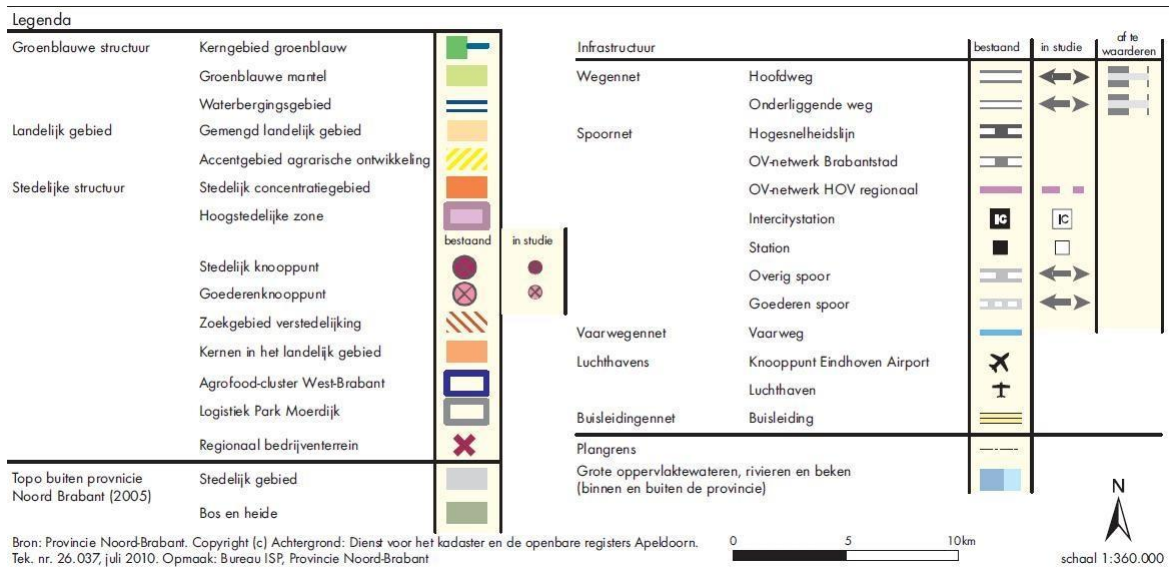 Legenda
Groenblauwe structuur Kerngebied groenblauw
Groenblauwe mantel
Waterbergingsgebied
Landelijk gebied Gemengd landelijk gebied
Accentgebied agrarische ontwikkeling
Stedelijke structuur Stedelijk concentratiegebied
Hoogstedelijke zone
bestaand in studie
Stedelijk knooppunt
Goederenknooppunt
Zoekgebied verstedelijking
Kernen in het landelijk gebied
Agrofood-cluster West-Brabant
Logistiek Park Moerdijk
Regionaal bedrijventerrein
Topo buiten provnicie
Noord Brabant (2005)
Stedelijk gebied
Bos en heide
Infrastructuur bestaand in studie af te
waarderen
Wegennet Hoofdweg
Onderliggende weg
Spoornet Hogesnelheidslijn
OV-netwerk Brabantstad
OV-netwerk HOV regionaal
Intercitystation IC IC
Station
Overig spoor
Goederen spoor
Vaarwegennet Vaarweg
Luchthavens Knooppunt Eindhoven Airport
Luchthaven
Buisleidingennet Buisleiding
Plangrens
Grote oppervlaktewateren, rivieren en beken
(binnen en buiten de provincie)
N
Bron: Provincie Noord-Brabant. Copyright (c) Achtergrond: Dienst voor het kadaster en de openbare registers Apeldoorn.
Tek. nr. 26.037, juli 2010. Opmaak: Bureau ISP, Provincie Noord-Brabant
0 5 10km
schaal 1:360.000